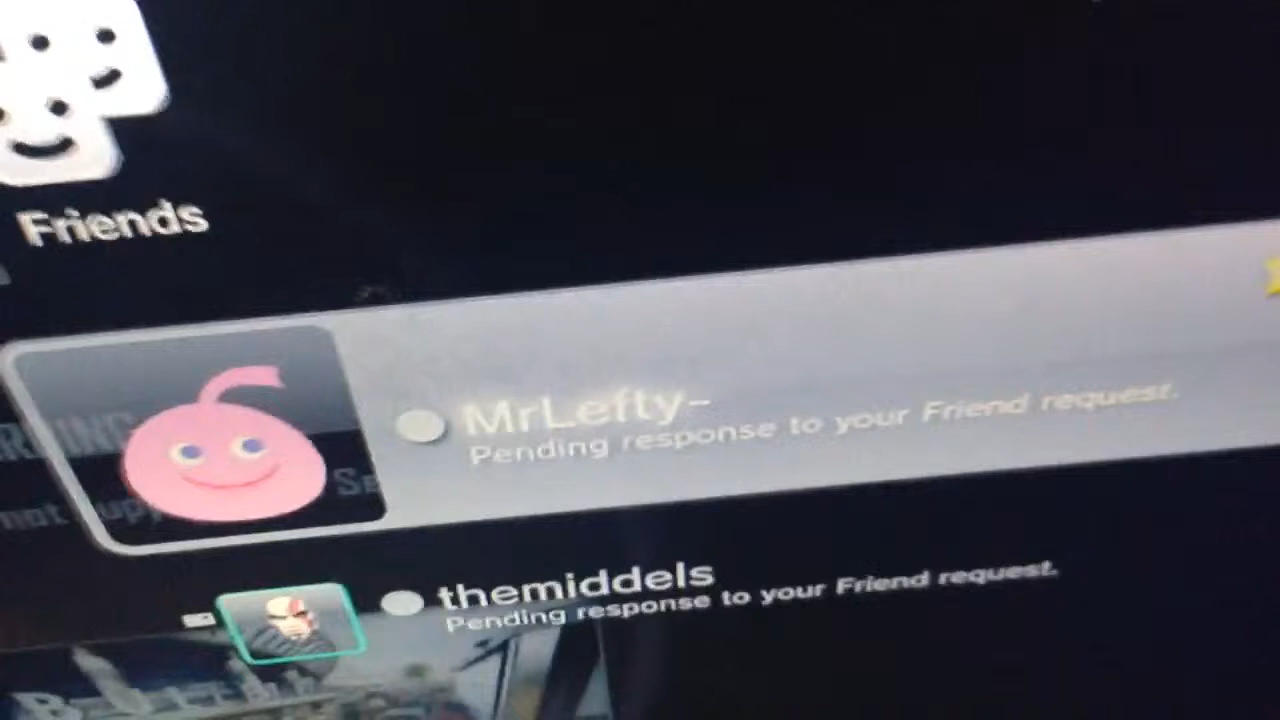 Friends
MrLefty-
Pending response to your Friend request.
themiddels
Pending response to your Friend request.